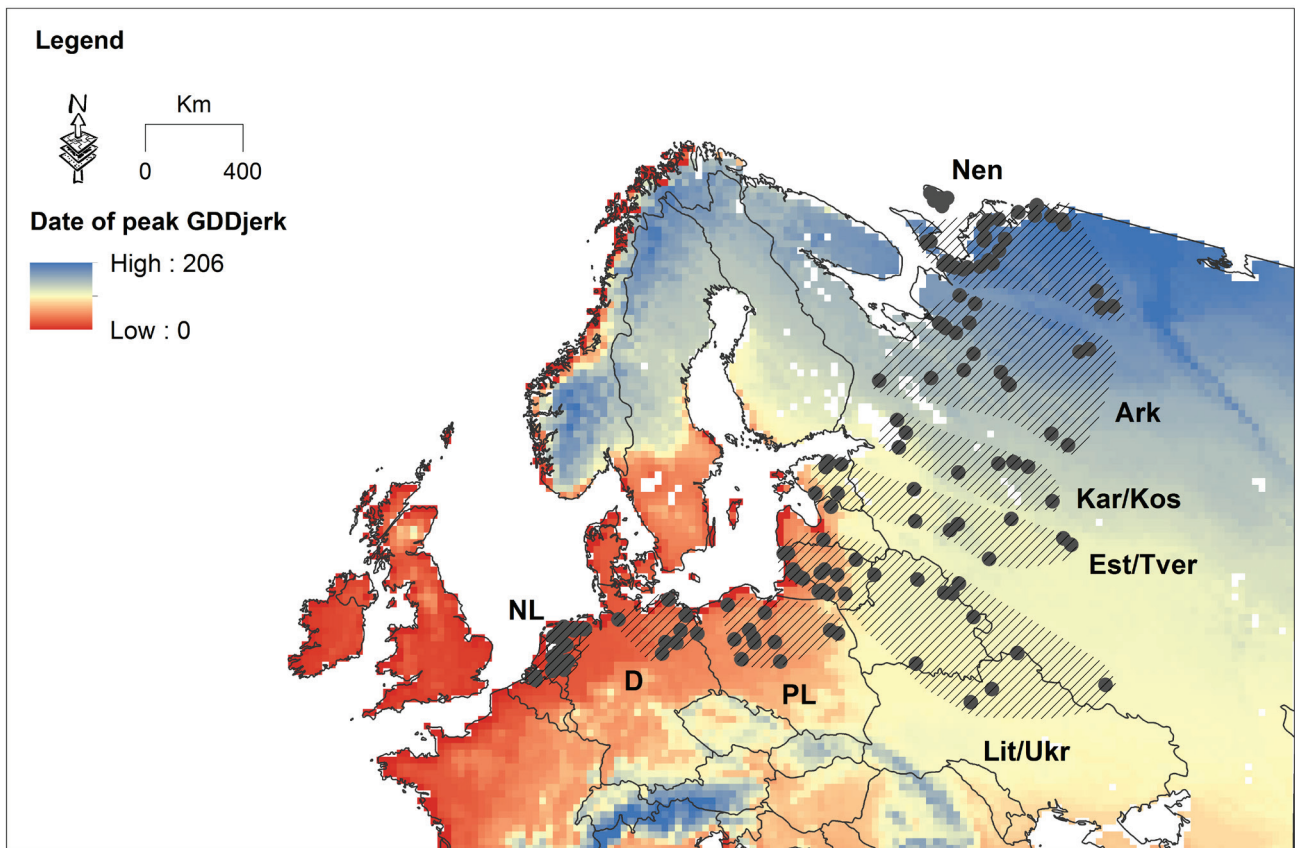 Legend
N
Km
0 400
Date of peak GDDjerk
High : 206
Low : 0
Nen
Ark
Kar/Kos
Est/Tver
NL
D
PL
Lit/Ukr